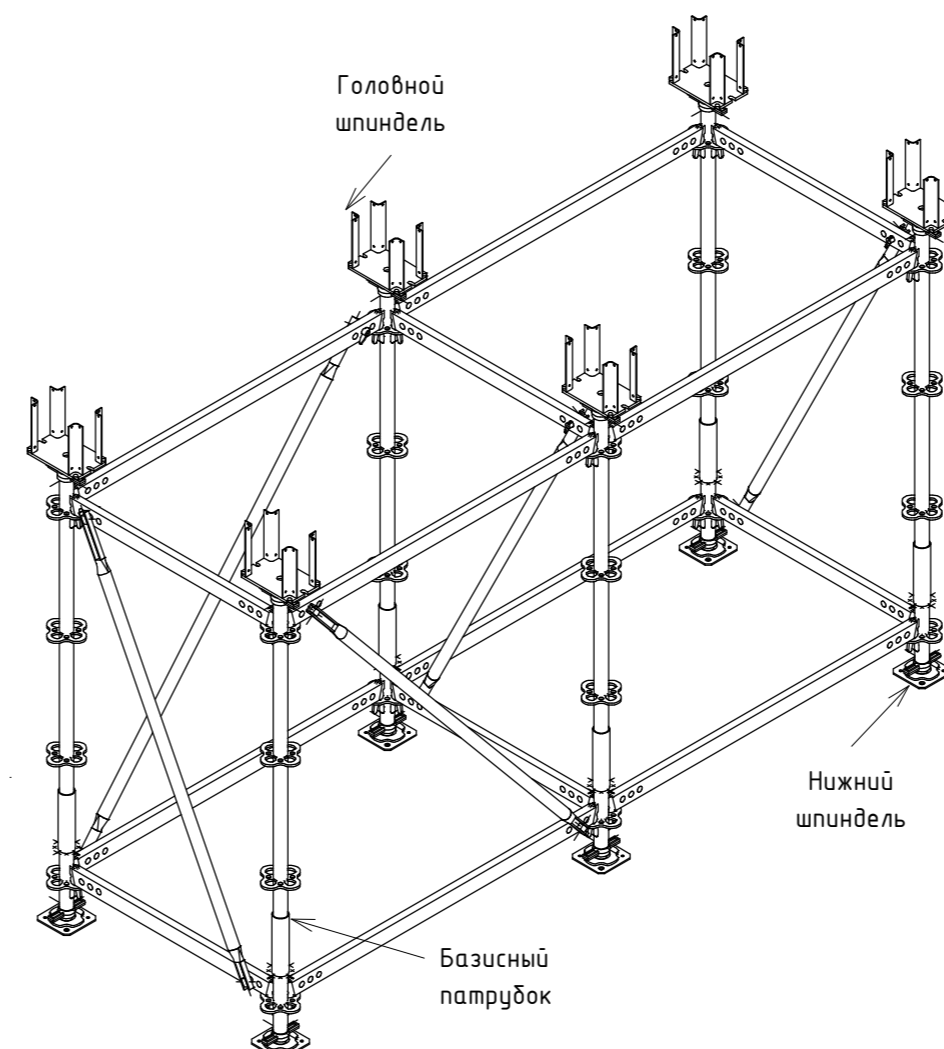 Головной
шпиндель
Нижний
шпиндель
Базисный
патрубок